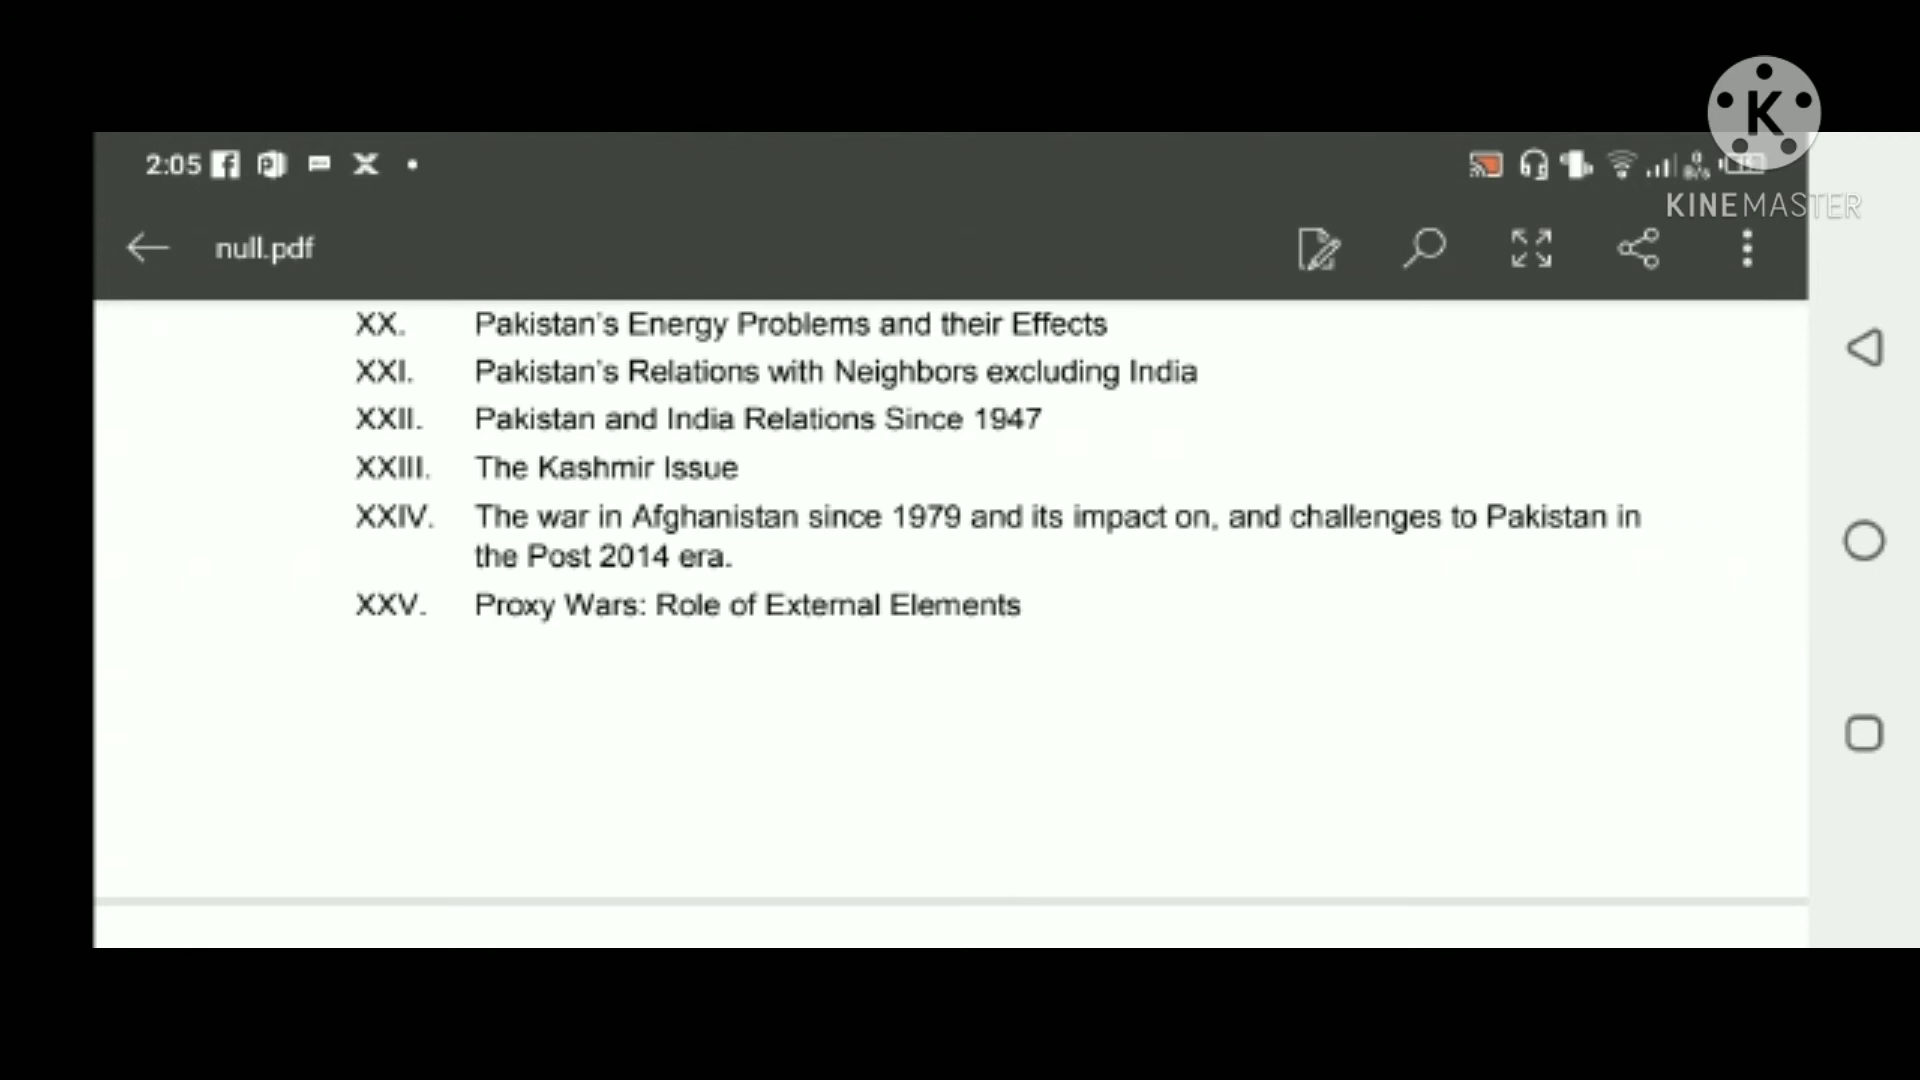 2:05
KINEMASTER
null.pdf
XX. Pakistan's Energy Problems and their Effects
XXI. Pakistan's Relations with Neighbors excluding India
XXII. Pakistan and India Relations Since 1947
XXIII. The Kashmir Issue
XXIV. The war in Afghanistan since 1979 and its impact on, and challenges to Pakistan in
the Post 2014 era.
XXV. Proxy Wars: Role of External Elements